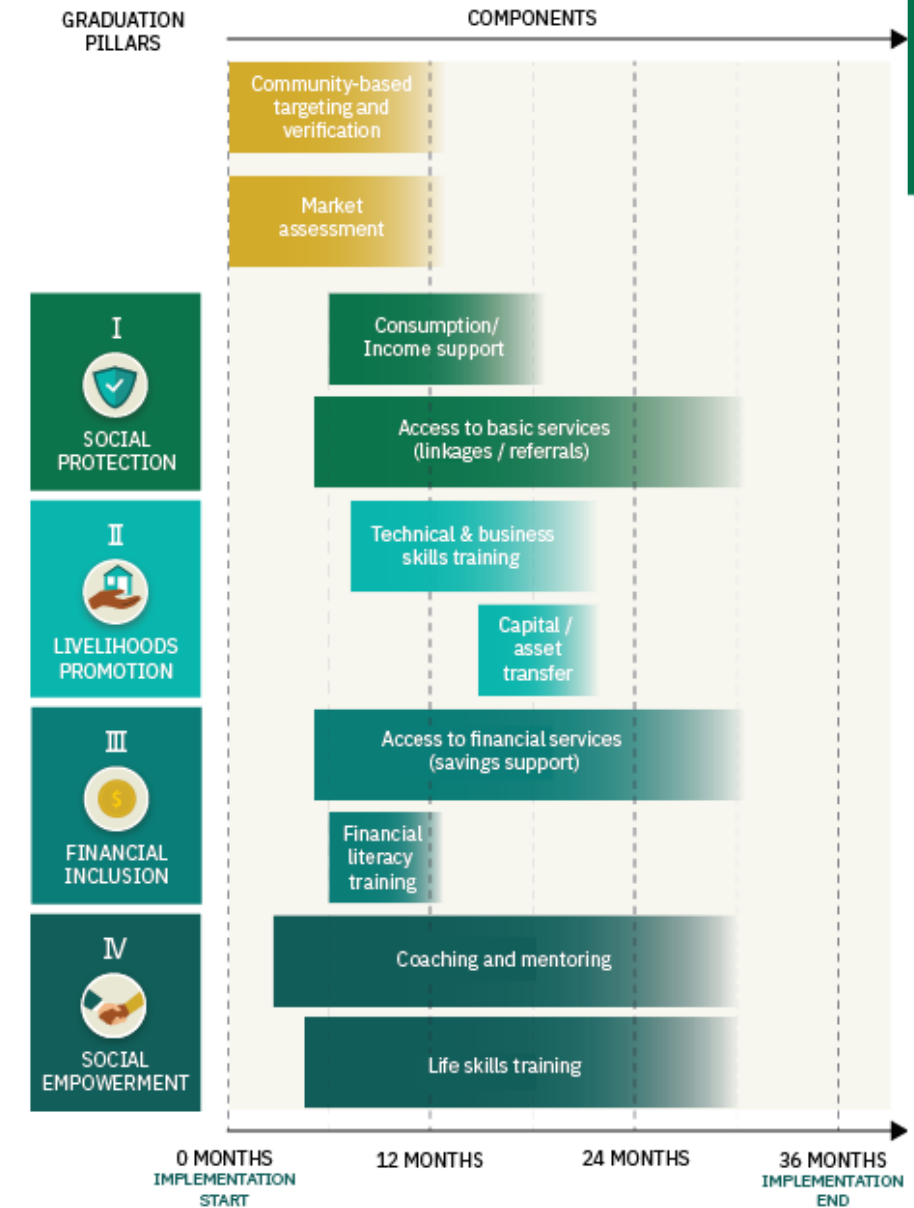 GRADUATION
PILLARS
COMPONENTS
Community-based
targeting and
verification
Market
assessment
I
SOCIAL
PROTECTION
Consumption/
Income support
Access to basic services
(linkages / referrals)
II
LIVELIHOODS
PROMOTION
Technical & business
skills training
Capital /
asset
transfer
III
$
FINANCIAL
INCLUSION
Access to financial services
(savings support)
Financial
literacy
training
IV
SOCIAL
EMPOWERMENT
Coaching and mentoring
Life skills training
0 MONTHS
IMPLEMENTATION
START
12 MONTHS
24 MONTHS
36 MONTHS
IMPLEMENTATION
END